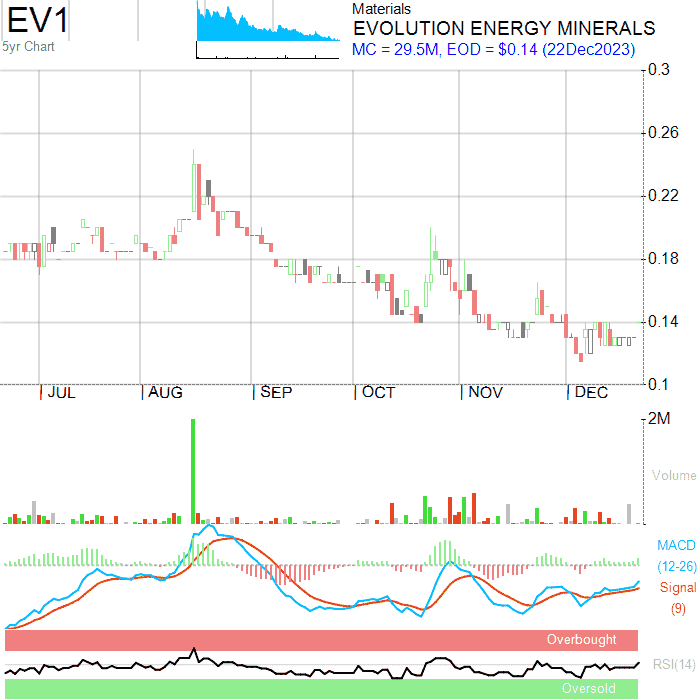 EV1
5yr Chart
Materials
EVOLUTION ENERGY MINERALS
MC = 29.5M, EOD = $0.14 (22Dec2023)
0.3
0.26
0.22
0.18
0.14
0.1
JUL AUG SEP OCT NOV DEC
2M
Volume
MACD
(12-26)
Signal
(9)
Overbought
RSI(14)
Oversold